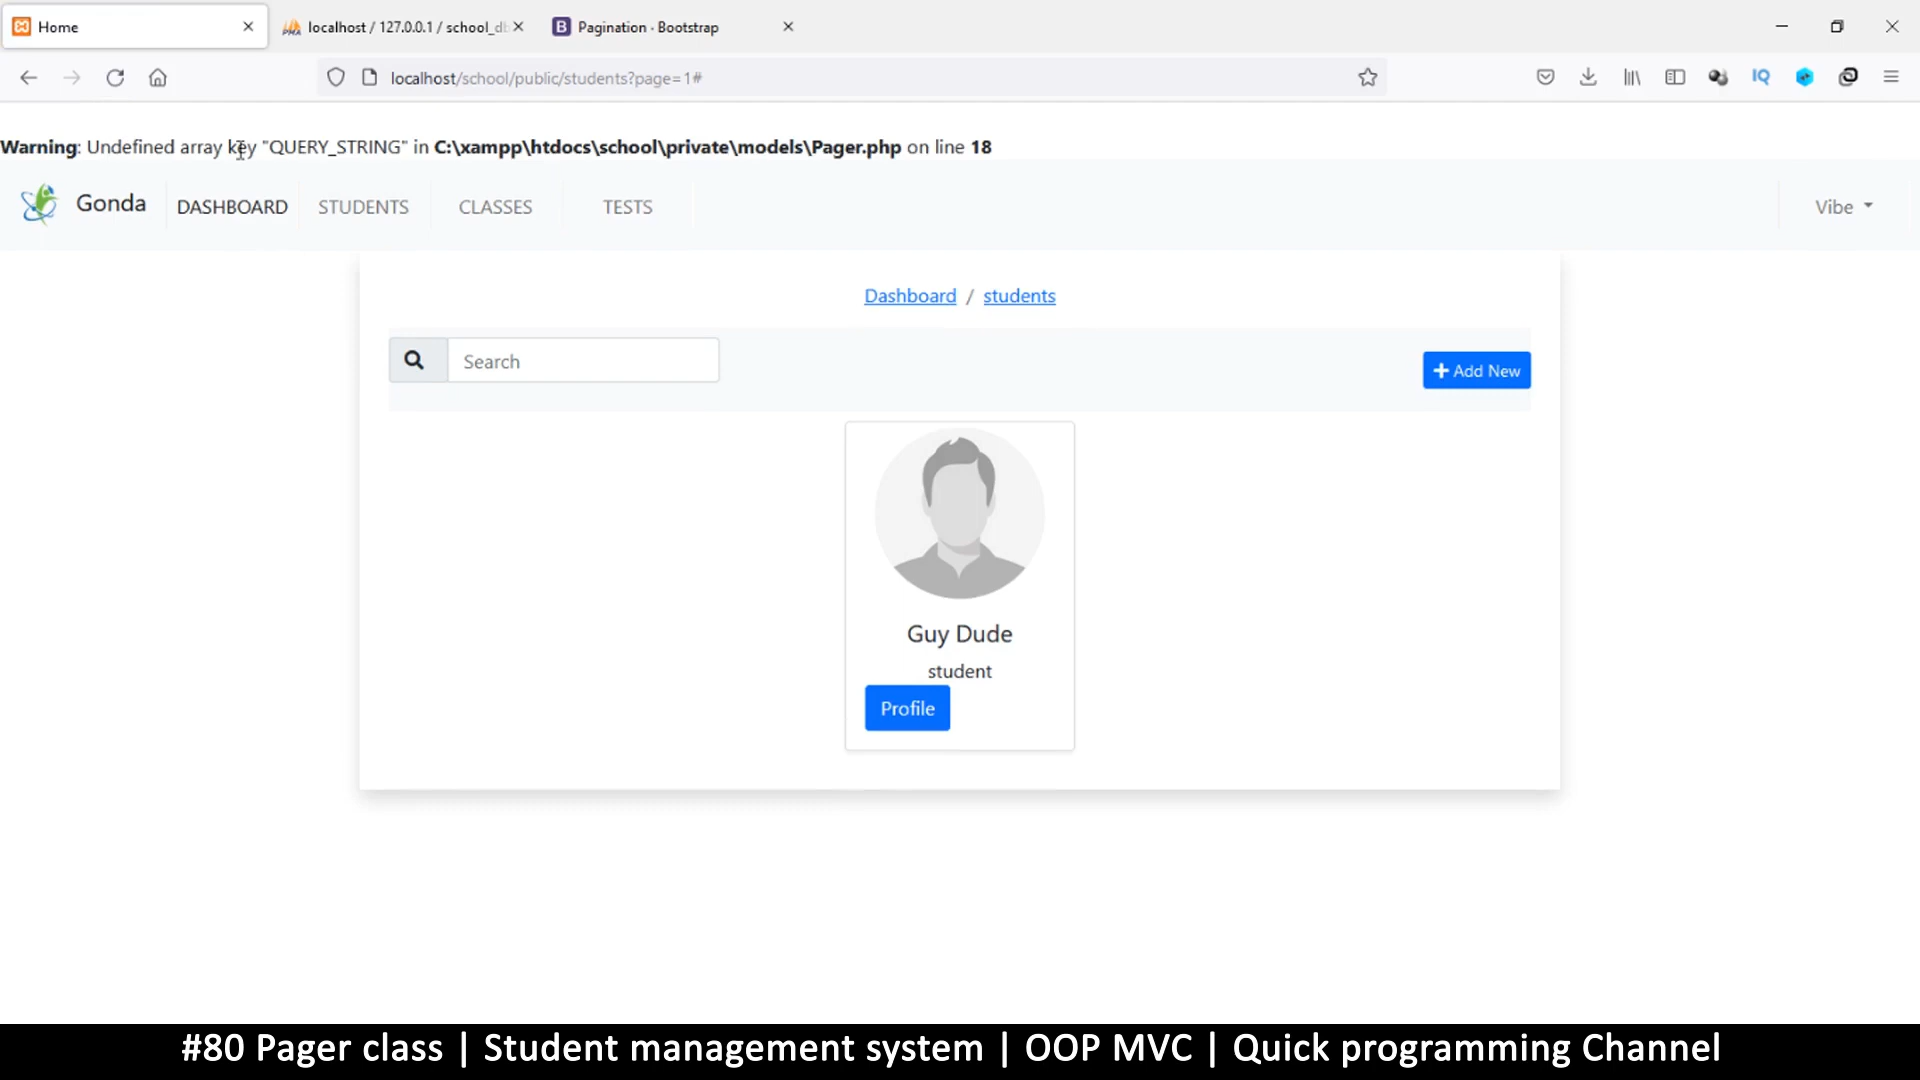 Home
localhost / 127.0.0.1 / school_db
Pagination · Bootstrap
localhost/school/public/students?page=1#
IQ
Warning: Undefined array key "QUERY_STRING" in C:\xampp\htdocs\school\private\models\Pager.php on line 18
Gonda
DASHBOARD
STUDENTS
CLASSES
TESTS
Vibe
Dashboard / students
Search
Add New
Guy Dude
student
Profile
#80 Pager class | Student management system | OOP MVC | Quick programming Channel